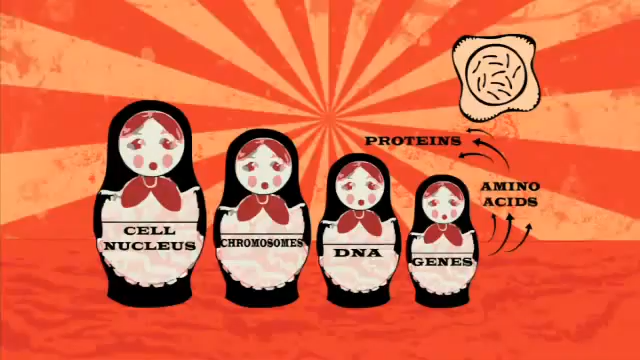 CELL
NUCLEUS
CHROMOSOMES
DNA
GENES
AMINO
ACIDS
PROTEINS